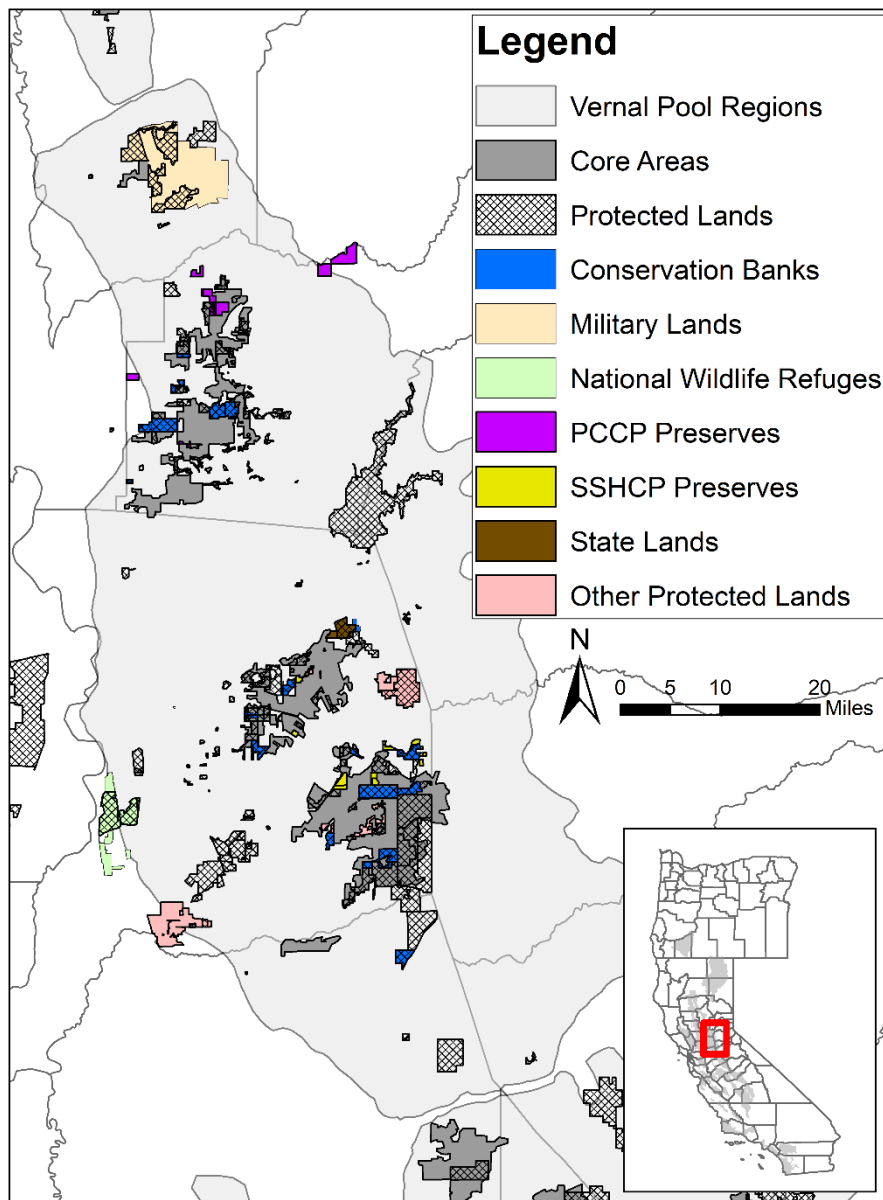 Legend
Vernal Pool Regions
Core Areas
Protected Lands
Conservation Banks
Military Lands
National Wildlife Refuges
PCCP Preserves
SSHCP Preserves
State Lands
Other Protected Lands
N
0 5 10 20
Miles